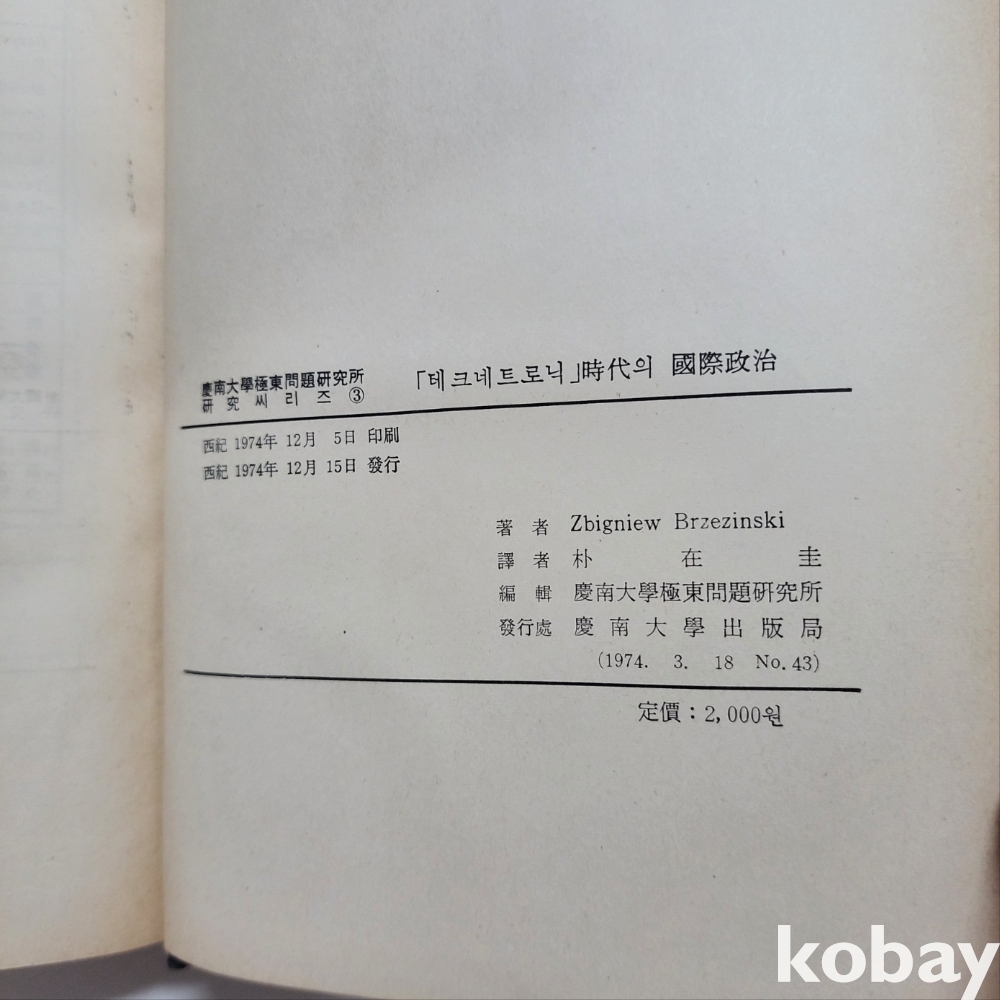 慶南大學極東問題研究所
研究씨리즈 ③
「테크네트로닉」時代의 國際政治
西紀 1974年 12月 5日 印刷
西紀 1974年 12月 15日 發行
著者 Zbigniew Brzezinski
譯者 朴在圭
編輯 慶南大學極東問題硏究所
發行處 慶南大學出版局
(1974. 3. 18 No. 43)
定價 : 2,000원
kobay